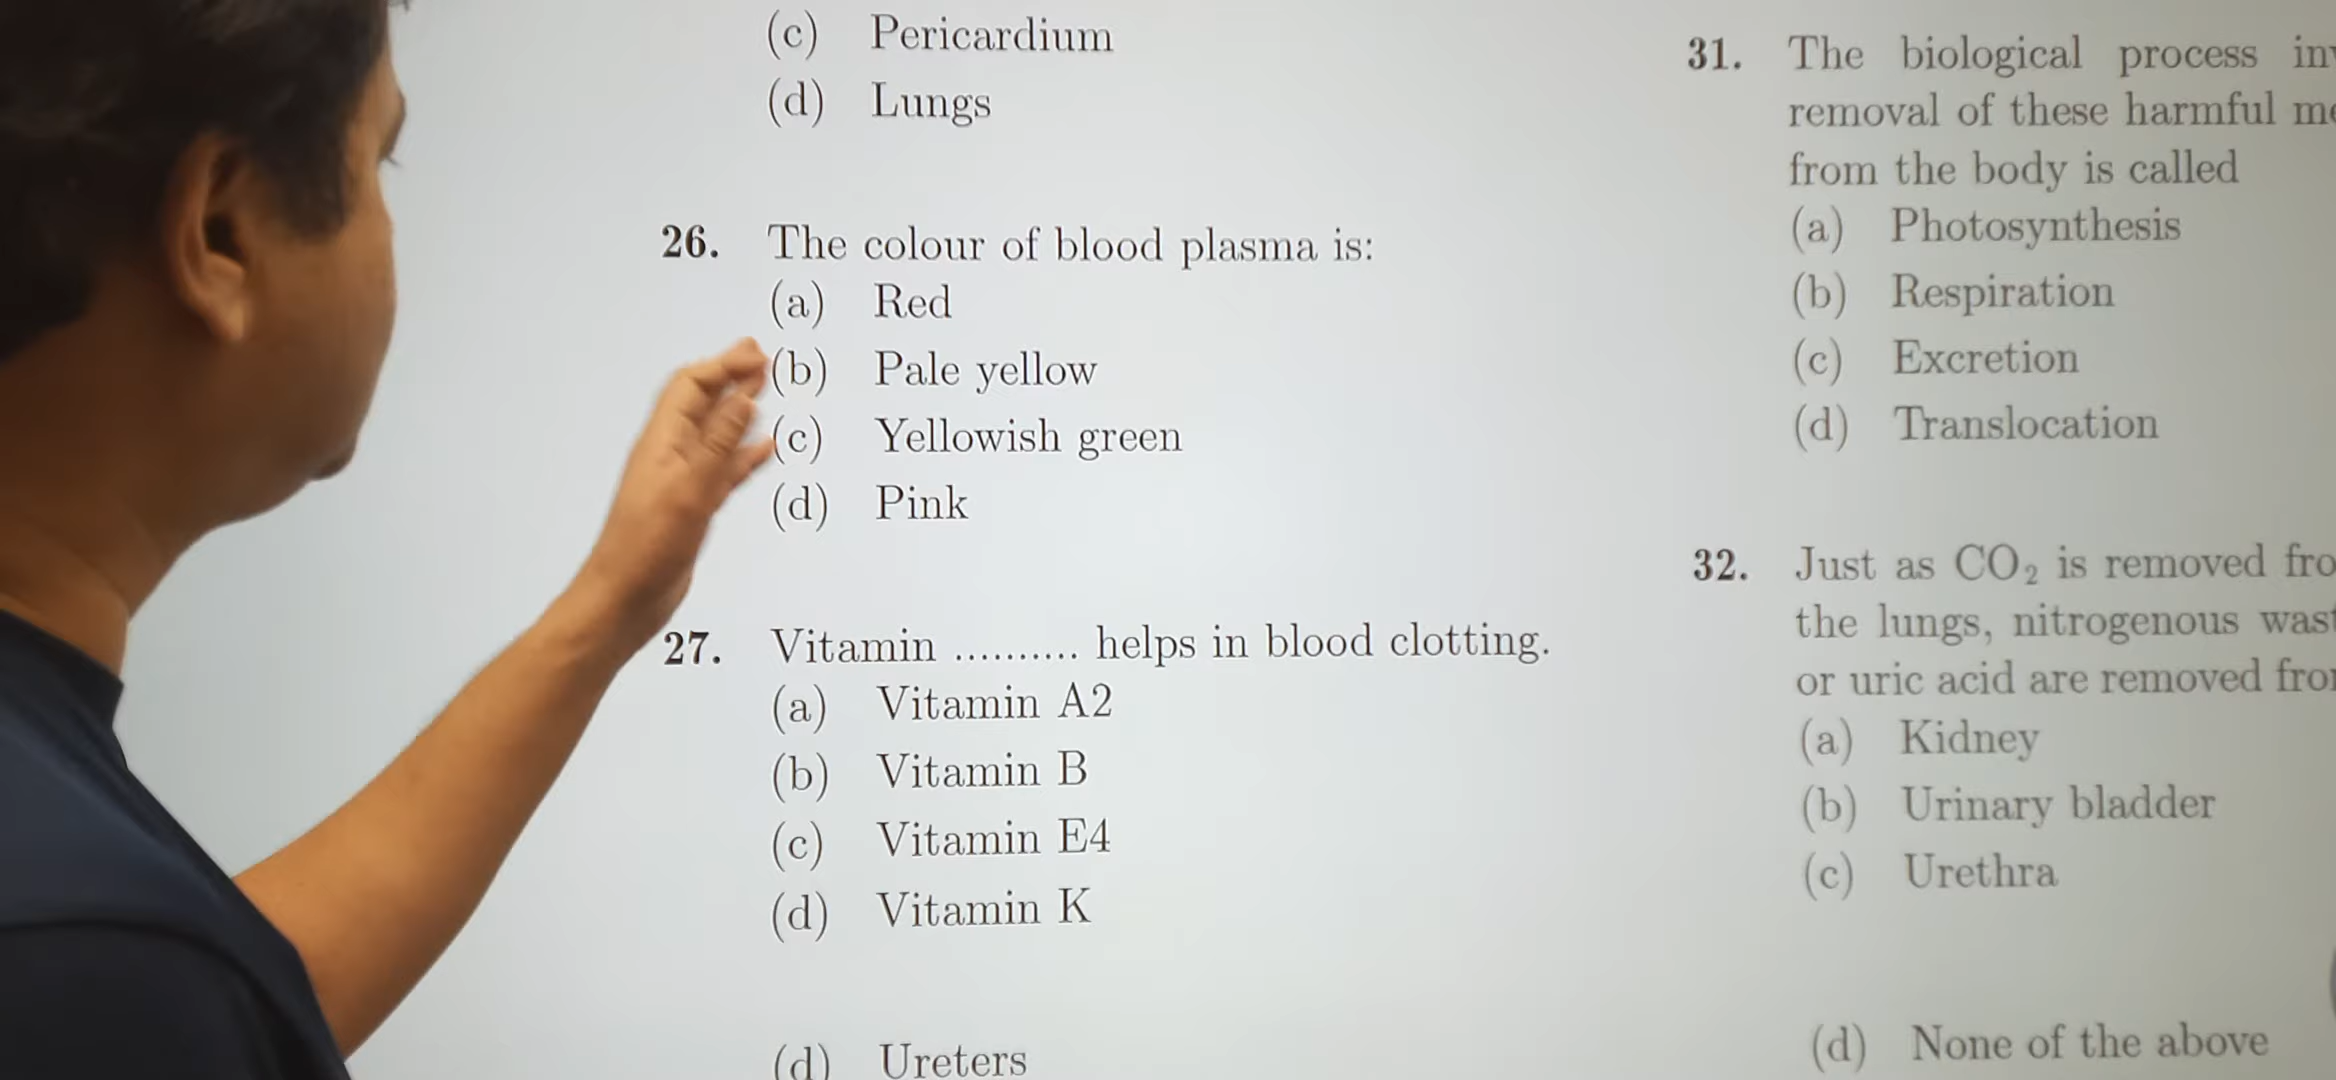 (c) Pericardium
(d) Lungs
26. The colour of blood plasma is:
(a) Red
(b) Pale yellow
(c) Yellowish green
(d) Pink
27. Vitamin .......... helps in blood clotting.
(a) Vitamin A2
(b) Vitamin B
(c) Vitamin E4
(d) Vitamin K
(d) Ureters
31. The biological process
removal of these harmful
from the body is called
(a) Photosynthesis
(b) Respiration
(c) Excretion
(d) Translocation
32. Just as CO₂ is removed
the lungs, nitrogenous
or uric acid are removed
(a) Kidney
(b) Urinary bladder
(c) Urethra
(d) None of the above